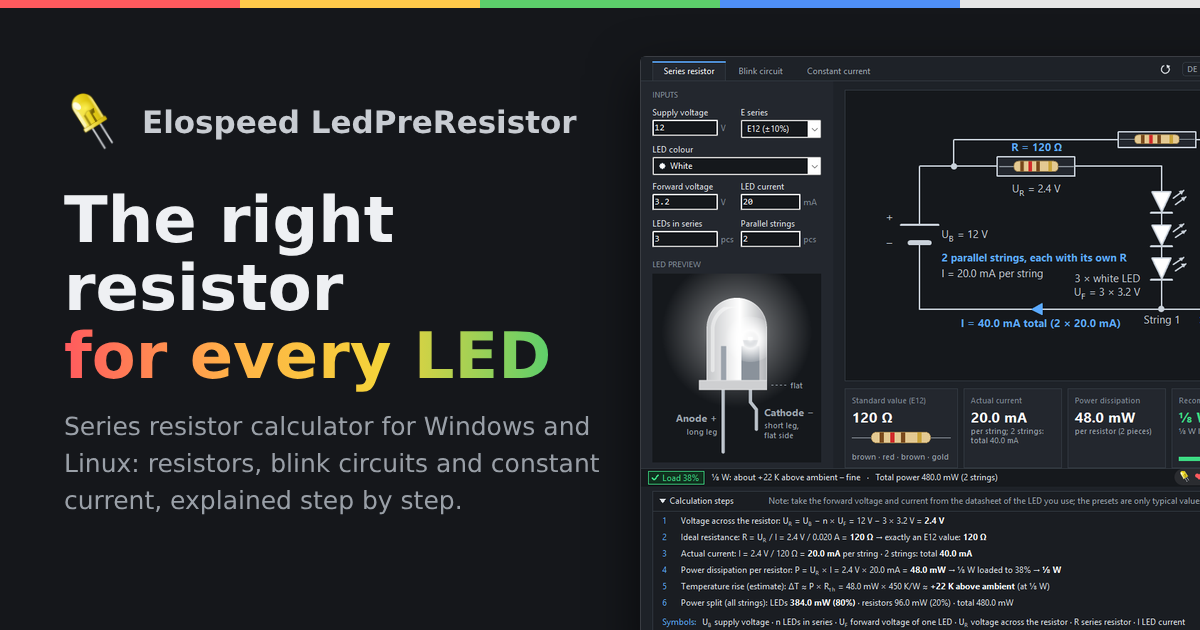 Elospeed LedPreResistor
The right
resistor
for every LED
Series resistor calculator for Windows and
Linux: resistors, blink circuits and constant
current, explained step by step.
Series resistor
Blink circuit
Constant current
DE
INPUTS
Supply voltage
E series
12 V
E12 (±10%)
LED colour
White
Forward voltage
LED current
3.2 V
20 mA
LEDs in series
Parallel strings
3 pcs
2 pcs
LED PREVIEW
flat
Anode +
long leg
Cathode −
short leg,
flat side
R = 120 Ω
UR = 2.4 V
+
−
UB = 12 V
2 parallel strings, each with its own R
I = 20.0 mA per string
3 × white LED
UF = 3 × 3.2 V
I = 40.0 mA total (2 × 20.0 mA)
String 1
Standard value (E12)
120 Ω
brown · red · brown · gold
Actual current
20.0 mA
per string; 2 strings:
total 40.0 mA
Power dissipation
48.0 mW
per resistor (2 pieces)
✓ Load 38%
⅛ W: about +22 K above ambient – fine · Total power 480.0 mW (2 strings)
▼ Calculation steps
Note: take the forward voltage and current from the datasheet of the LED you use; the presets are only typical
1 Voltage across the resistor: UR = UB − n × UF = 12 V − 3 × 3.2 V = 2.4 V
2 Ideal resistance: R = UR / I = 2.4 V / 0.020 A = 120 Ω → exactly an E12 value: 120 Ω
3 Actual current: I = 2.4 V / 120 Ω = 20.0 mA per string · 2 strings: total 40.0 mA
4 Power dissipation per resistor: P = UR × I = 2.4 V × 20.0 mA = 48.0 mW → ⅛ W loaded to 38% → ⅛ W
5 Temperature rise (estimate): ΔT ≈ P × Rth = 48.0 mW × 450 K/W ≈ +22 K above ambient (at ⅛ W)
6 Power split (all strings): LEDs 384.0 mW (80%) · resistors 96.0 mW (20%) · total 480.0 mW
Symbols: UB supply voltage · n LEDs in series · UF forward voltage of one LED · UR voltage across the resistor · R series resistor · I LED current